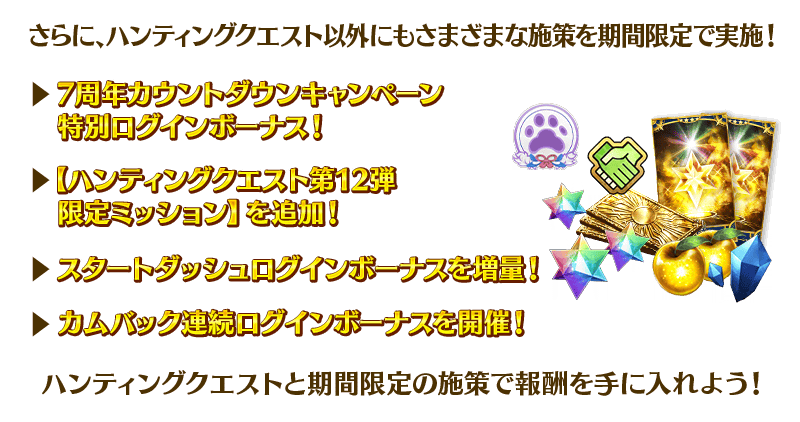 さらに、ハンティングクエスト以外にもさまざまな施策を期間限定で実施！
▶ 7周年カウントダウンキャンペーン
特別ログインボーナス！
▶【ハンティングクエスト第12弾
限定ミッション】を追加！
▶ スタートダッシュログインボーナスを増量！
▶ カムバック連続ログインボーナスを開催！
ハンティングクエストと期間限定の施策で報酬を手に入れよう！